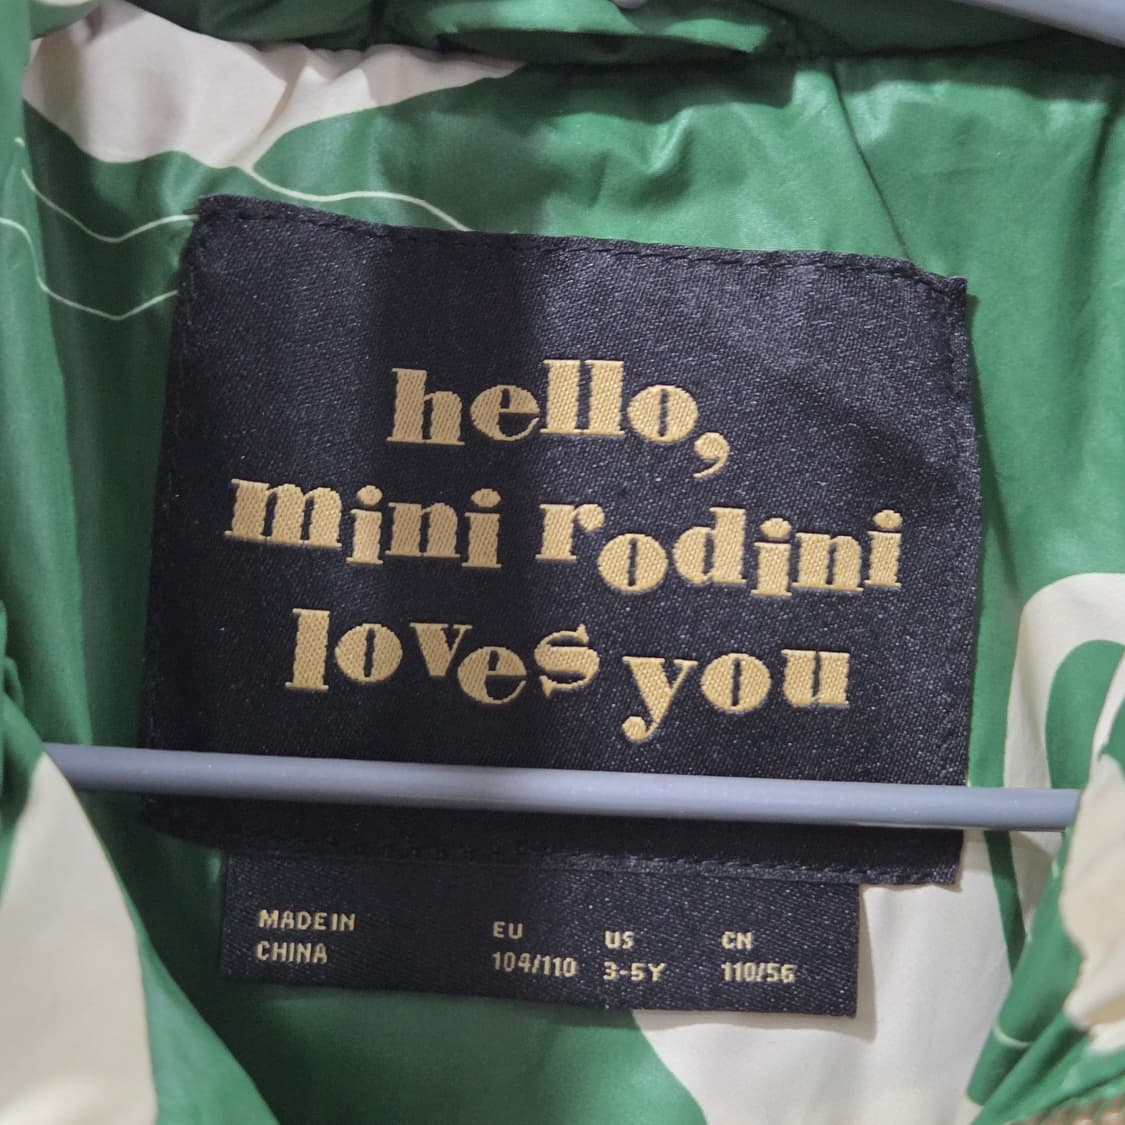 hello,
mini rodini
loves you
MADE IN
CHINA
EU
104/110
US
3-5Y
CN
110/56